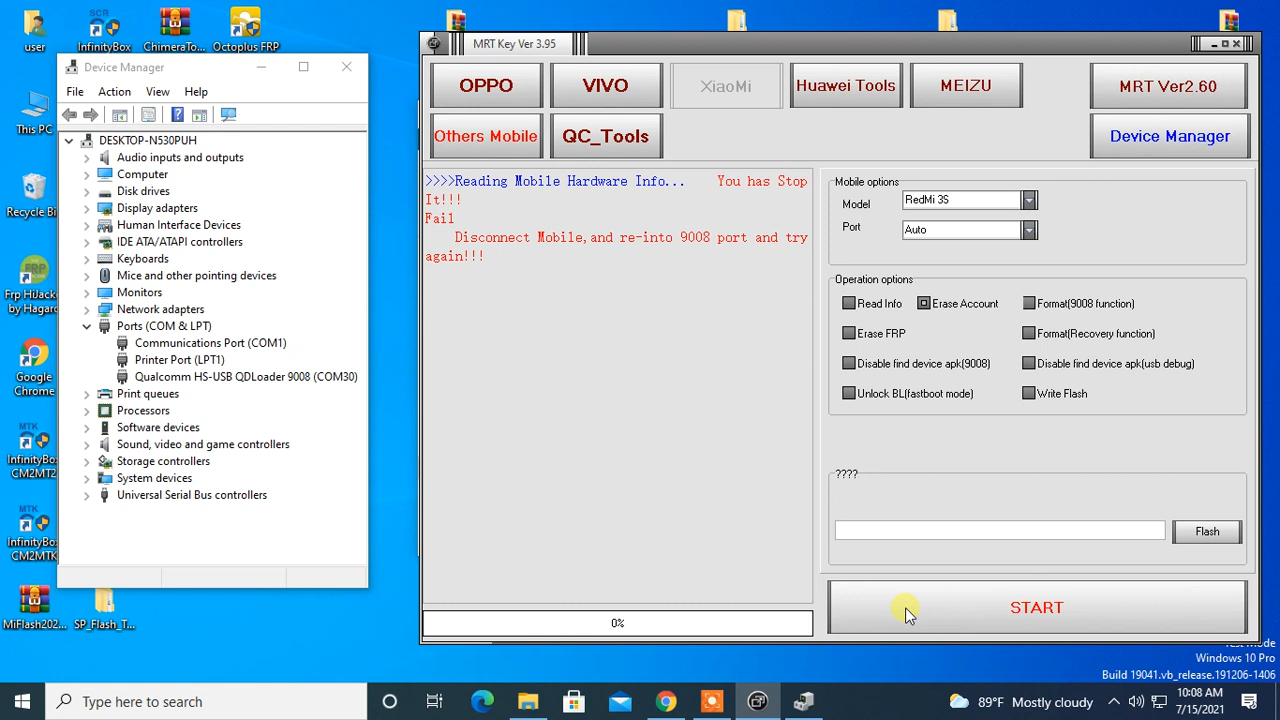 user
SCR
InfinityBox
ChimeraTo...
Octoplus FRP
This PC
Recycle Bi
Frp HiJacke
by Hagard
Google
Chrome
MTK
InfinityBox
CM2MT2
MTK
InfinityBox
CM2MTK
MiFlash202...
SP_Flash_T...
Device Manager
File Action View Help
DESKTOP-N530PUH
Audio inputs and outputs
Computer
Disk drives
Display adapters
Human Interface Devices
IDE ATA/ATAPI controllers
Keyboards
Mice and other pointing devices
Monitors
Network adapters
Ports (COM & LPT)
Communications Port (COM1)
Printer Port (LPT1)
Qualcomm HS-USB QDLoader 9008 (COM30)
Print queues
Processors
Software devices
Sound, video and game controllers
Storage controllers
System devices
Universal Serial Bus controllers
MRT Key Ver 3.95
OPPO
VIVO
XiaoMi
Huawei Tools
MEIZU
MRT Ver2.60
Others Mobile
QC_Tools
Device Manager
>>>>Reading Mobile Hardware Info... You has Stop
It!!!
Fail
Disconnect Mobile,and re-into 9008 port and try
again!!!
0%
Mobile options
Model RedMi 3S
Port Auto
Operation options
Read Info Erase Account Format(9008 function)
Erase FRP Format(Recovery function)
Disable find device apk(9008) Disable find device apk(usb debug)
Unlock BL(fastboot mode) Write Flash
????
Flash
START
Test Mode
Windows 10 Pro
Build 19041.vb_release.191206-1406
Type here to search
89°F Mostly cloudy
10:08 AM
7/15/2021